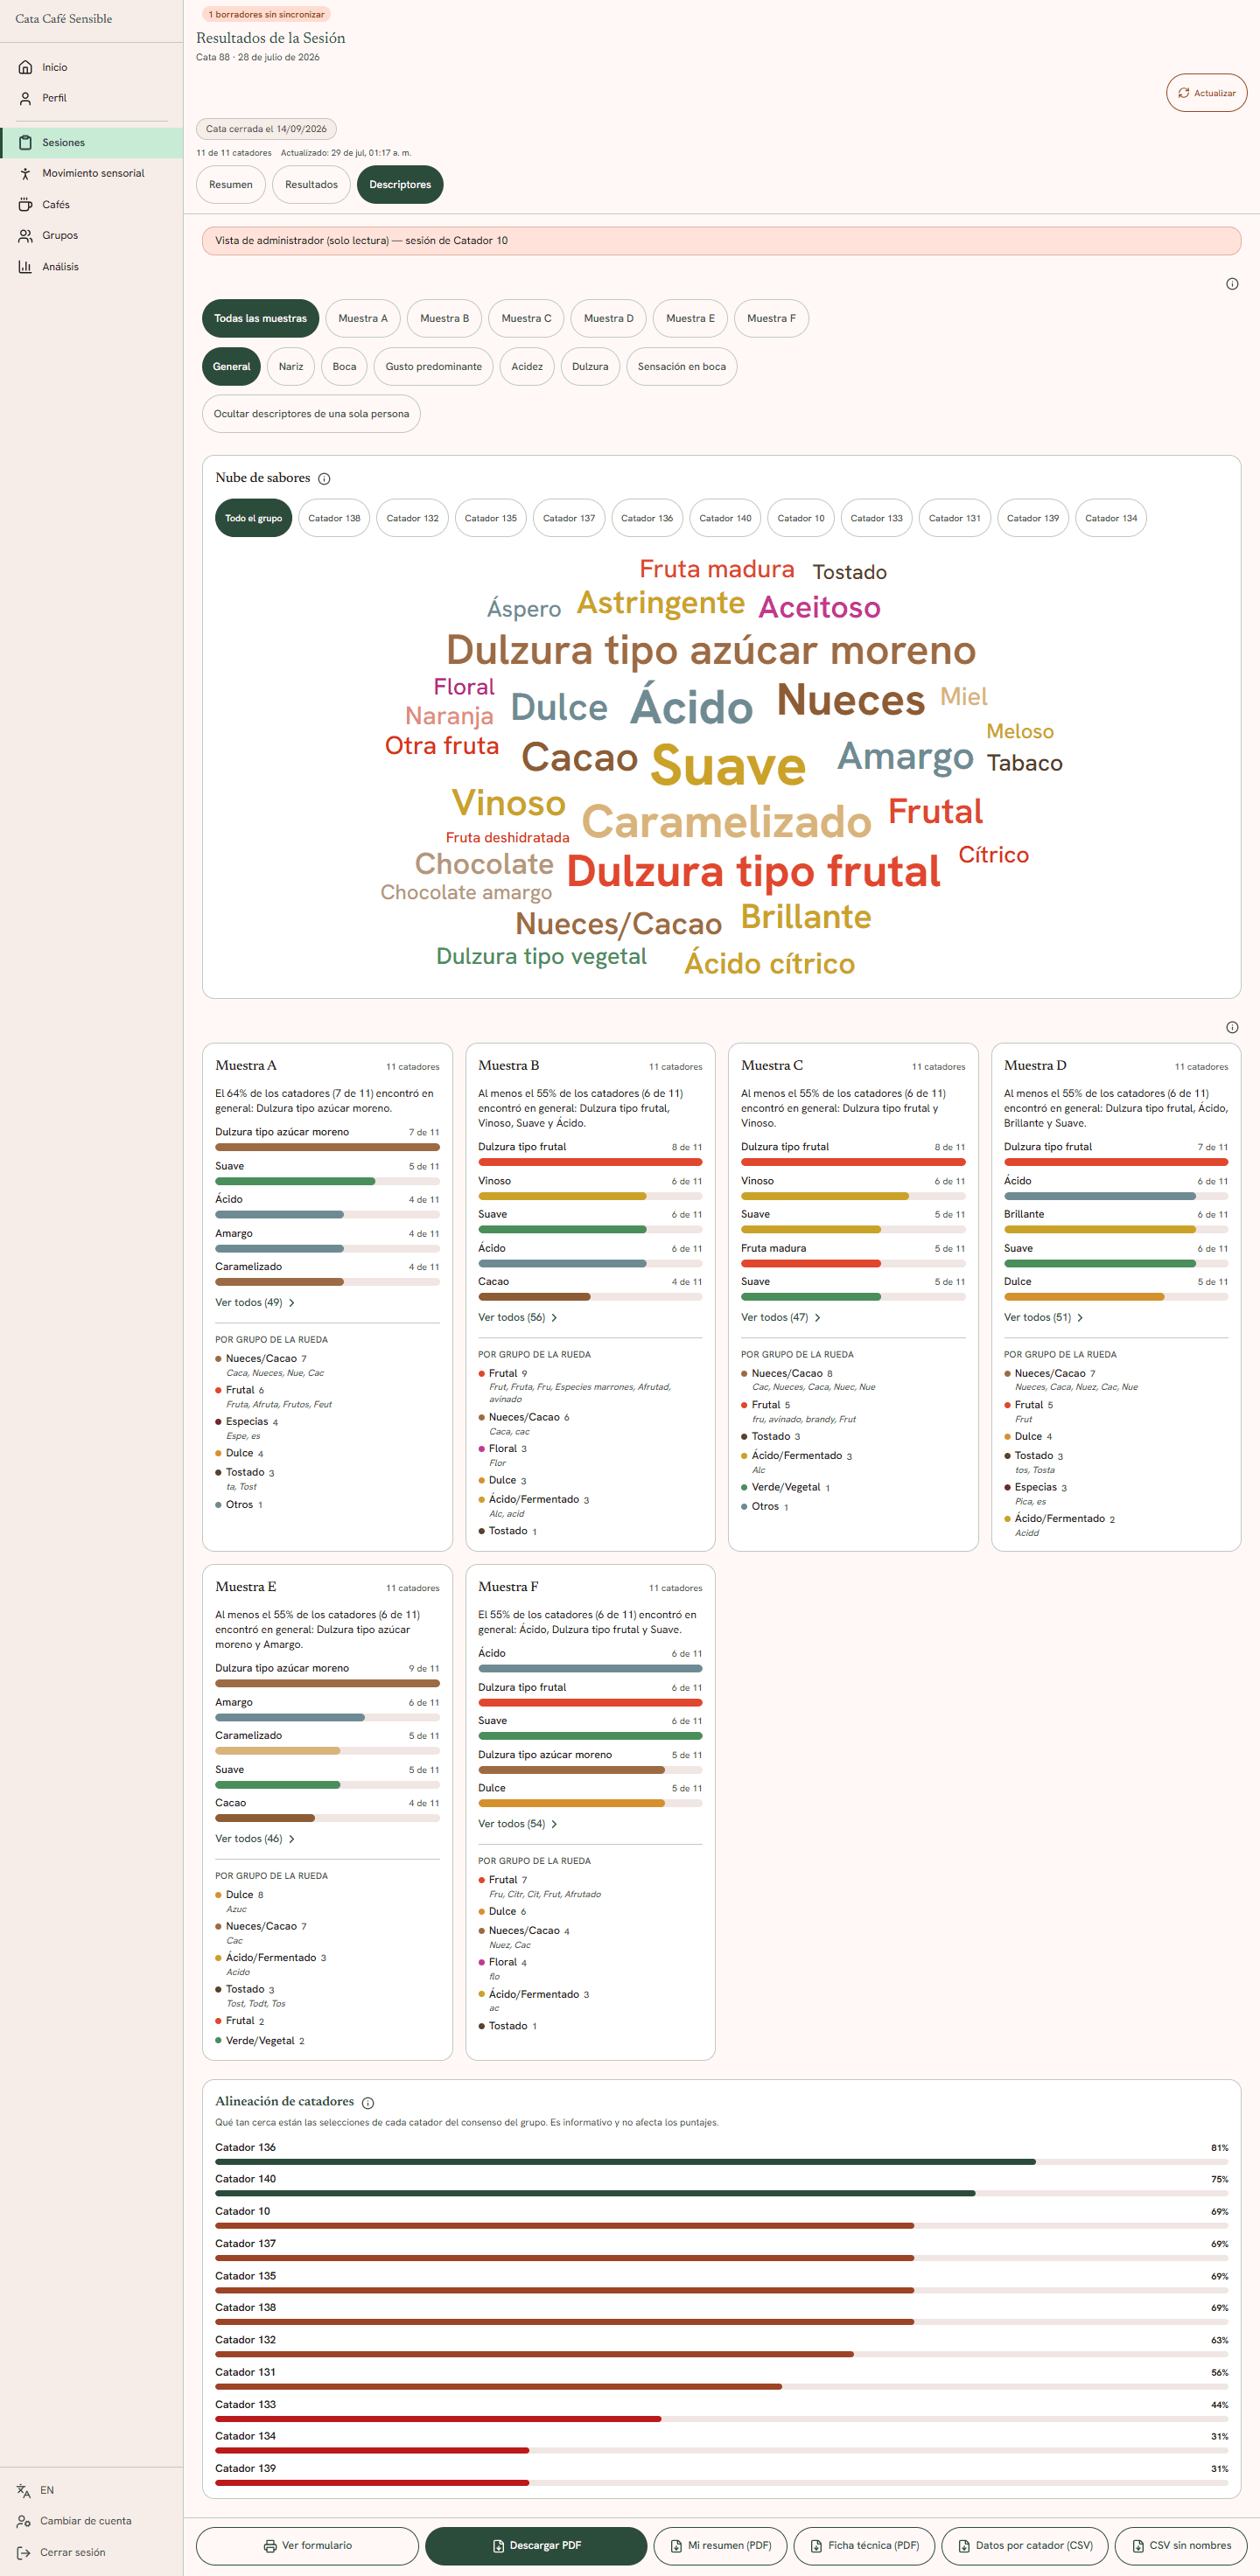 Cata Café Sensible
Inicio
Perfil
Sesiones
Movimiento sensorial
Cafés
Grupos
Análisis
EN
Cambiar de cuenta
Cerrar sesión
1 borradores sin sincronizar
Resultados de la Sesión
Cata 88 · 28 de julio de 2026
Actualizar
Cata cerrada el 14/09/2026
11 de 11 catadores Actualizado: 29 de jul, 01:17 a. m.
Resumen Resultados Descriptores
Vista de administrador (solo lectura) — sesión de Catador 10
Todas las muestras Muestra A Muestra B Muestra C Muestra D Muestra E Muestra F
General Nariz Boca Gusto predominante Acidez Dulzura Sensación en boca
Ocultar descriptores de una sola persona
Nube de sabores
Todo el grupo Catador 138 Catador 132 Catador 135 Catador 137 Catador 136 Catador 140 Catador 10 Catador 133 Catador 131 Catador 139 Catador 134
Fruta madura Tostado
Áspero Astringente Aceitoso
Dulzura tipo azúcar moreno
Floral Dulce Ácido Nueces Miel
Naranja Meloso
Otra fruta Cacao Suave Amargo Tabaco
Vinoso Caramelizado Frutal
Fruta deshidratada
Chocolate Dulzura tipo frutal Cítrico
Chocolate amargo
Nueces/Cacao Brillante
Dulzura tipo vegetal Ácido cítrico
Muestra A 11 catadores
El 64% de los catadores (7 de 11) encontró en
general: Dulzura tipo azúcar moreno.
Dulzura tipo azúcar moreno 7 de 11
Suave 5 de 11
Ácido 4 de 11
Amargo 4 de 11
Caramelizado 4 de 11
Ver todos (49)
POR GRUPO DE LA RUEDA
Nueces/Cacao 7
Caca, Nueces, Nue, Cac
Frutal 6
Fruta, Afruta, Frutos, Feut
Especias 4
Espe, es
Dulce 4
Tostado 3
ta, Tost
Otros 1
Muestra B 11 catadores
Al menos el 55% de los catadores (6 de 11)
encontró en general: Dulzura tipo frutal,
Vinoso, Suave y Ácido.
Dulzura tipo frutal 8 de 11
Vinoso 6 de 11
Suave 6 de 11
Ácido 6 de 11
Cacao 4 de 11
Ver todos (56)
POR GRUPO DE LA RUEDA
Frutal 9
Frut, Fruta, Fru, Especies marrones, Afrutad,
avinado
Nueces/Cacao 6
Caca, cac
Floral 3
Flor
Dulce 3
Ácido/Fermentado 3
Alc, acid
Tostado 1
Muestra C 11 catadores
Al menos el 55% de los catadores (6 de 11)
encontró en general: Dulzura tipo frutal y
Vinoso.
Dulzura tipo frutal 8 de 11
Vinoso 6 de 11
Suave 5 de 11
Fruta madura 5 de 11
Suave 5 de 11
Ver todos (47)
POR GRUPO DE LA RUEDA
Nueces/Cacao 8
Cac, Nueces, Caca, Nuec, Nue
Frutal 5
fru, avinado, brandy, Frut
Tostado 3
Ácido/Fermentado 3
Alc
Verde/Vegetal 1
Otros 1
Muestra D 11 catadores
Al menos el 55% de los catadores (6 de 11)
encontró en general: Dulzura tipo frutal, Ácido,
Brillante y Suave.
Dulzura tipo frutal 7 de 11
Ácido 6 de 11
Brillante 6 de 11
Suave 6 de 11
Dulce 5 de 11
Ver todos (51)
POR GRUPO DE LA RUEDA
Nueces/Cacao 7
Nueces, Caca, Nuez, Cac, Nue
Frutal 5
Frut
Dulce 4
Tostado 3
tos, Tosta
Especias 3
Pica, es
Ácido/Fermentado 2
Acidd
Muestra E 11 catadores
Al menos el 55% de los catadores (6 de 11)
encontró en general: Dulzura tipo azúcar
moreno y Amargo.
Dulzura tipo azúcar moreno 9 de 11
Amargo 6 de 11
Caramelizado 5 de 11
Suave 5 de 11
Cacao 4 de 11
Ver todos (46)
POR GRUPO DE LA RUEDA
Dulce 8
Azuc
Nueces/Cacao 7
Cac
Ácido/Fermentado 3
Acido
Tostado 3
Tost, Todt, Tos
Frutal 2
Verde/Vegetal 2
Muestra F 11 catadores
El 55% de los catadores (6 de 11) encontró en
general: Ácido, Dulzura tipo frutal y Suave.
Ácido 6 de 11
Dulzura tipo frutal 6 de 11
Suave 6 de 11
Dulzura tipo azúcar moreno 5 de 11
Dulce 5 de 11
Ver todos (54)
POR GRUPO DE LA RUEDA
Frutal 7
Fru, Citr, Cit, Frut, Afrutado
Dulce 6
Nueces/Cacao 4
Nuez, Cac
Floral 4
flo
Ácido/Fermentado 3
ac
Tostado 1
Alineación de catadores
Qué tan cerca están las selecciones de cada catador del consenso del grupo. Es informativo y no afecta los puntajes.
Catador 136 81%
Catador 140 75%
Catador 10 69%
Catador 137 69%
Catador 135 69%
Catador 138 69%
Catador 132 63%
Catador 131 56%
Catador 133 44%
Catador 134 31%
Catador 139 31%
Ver formulario Descargar PDF Mi resumen (PDF) Ficha técnica (PDF) Datos por catador (CSV) CSV sin nombres